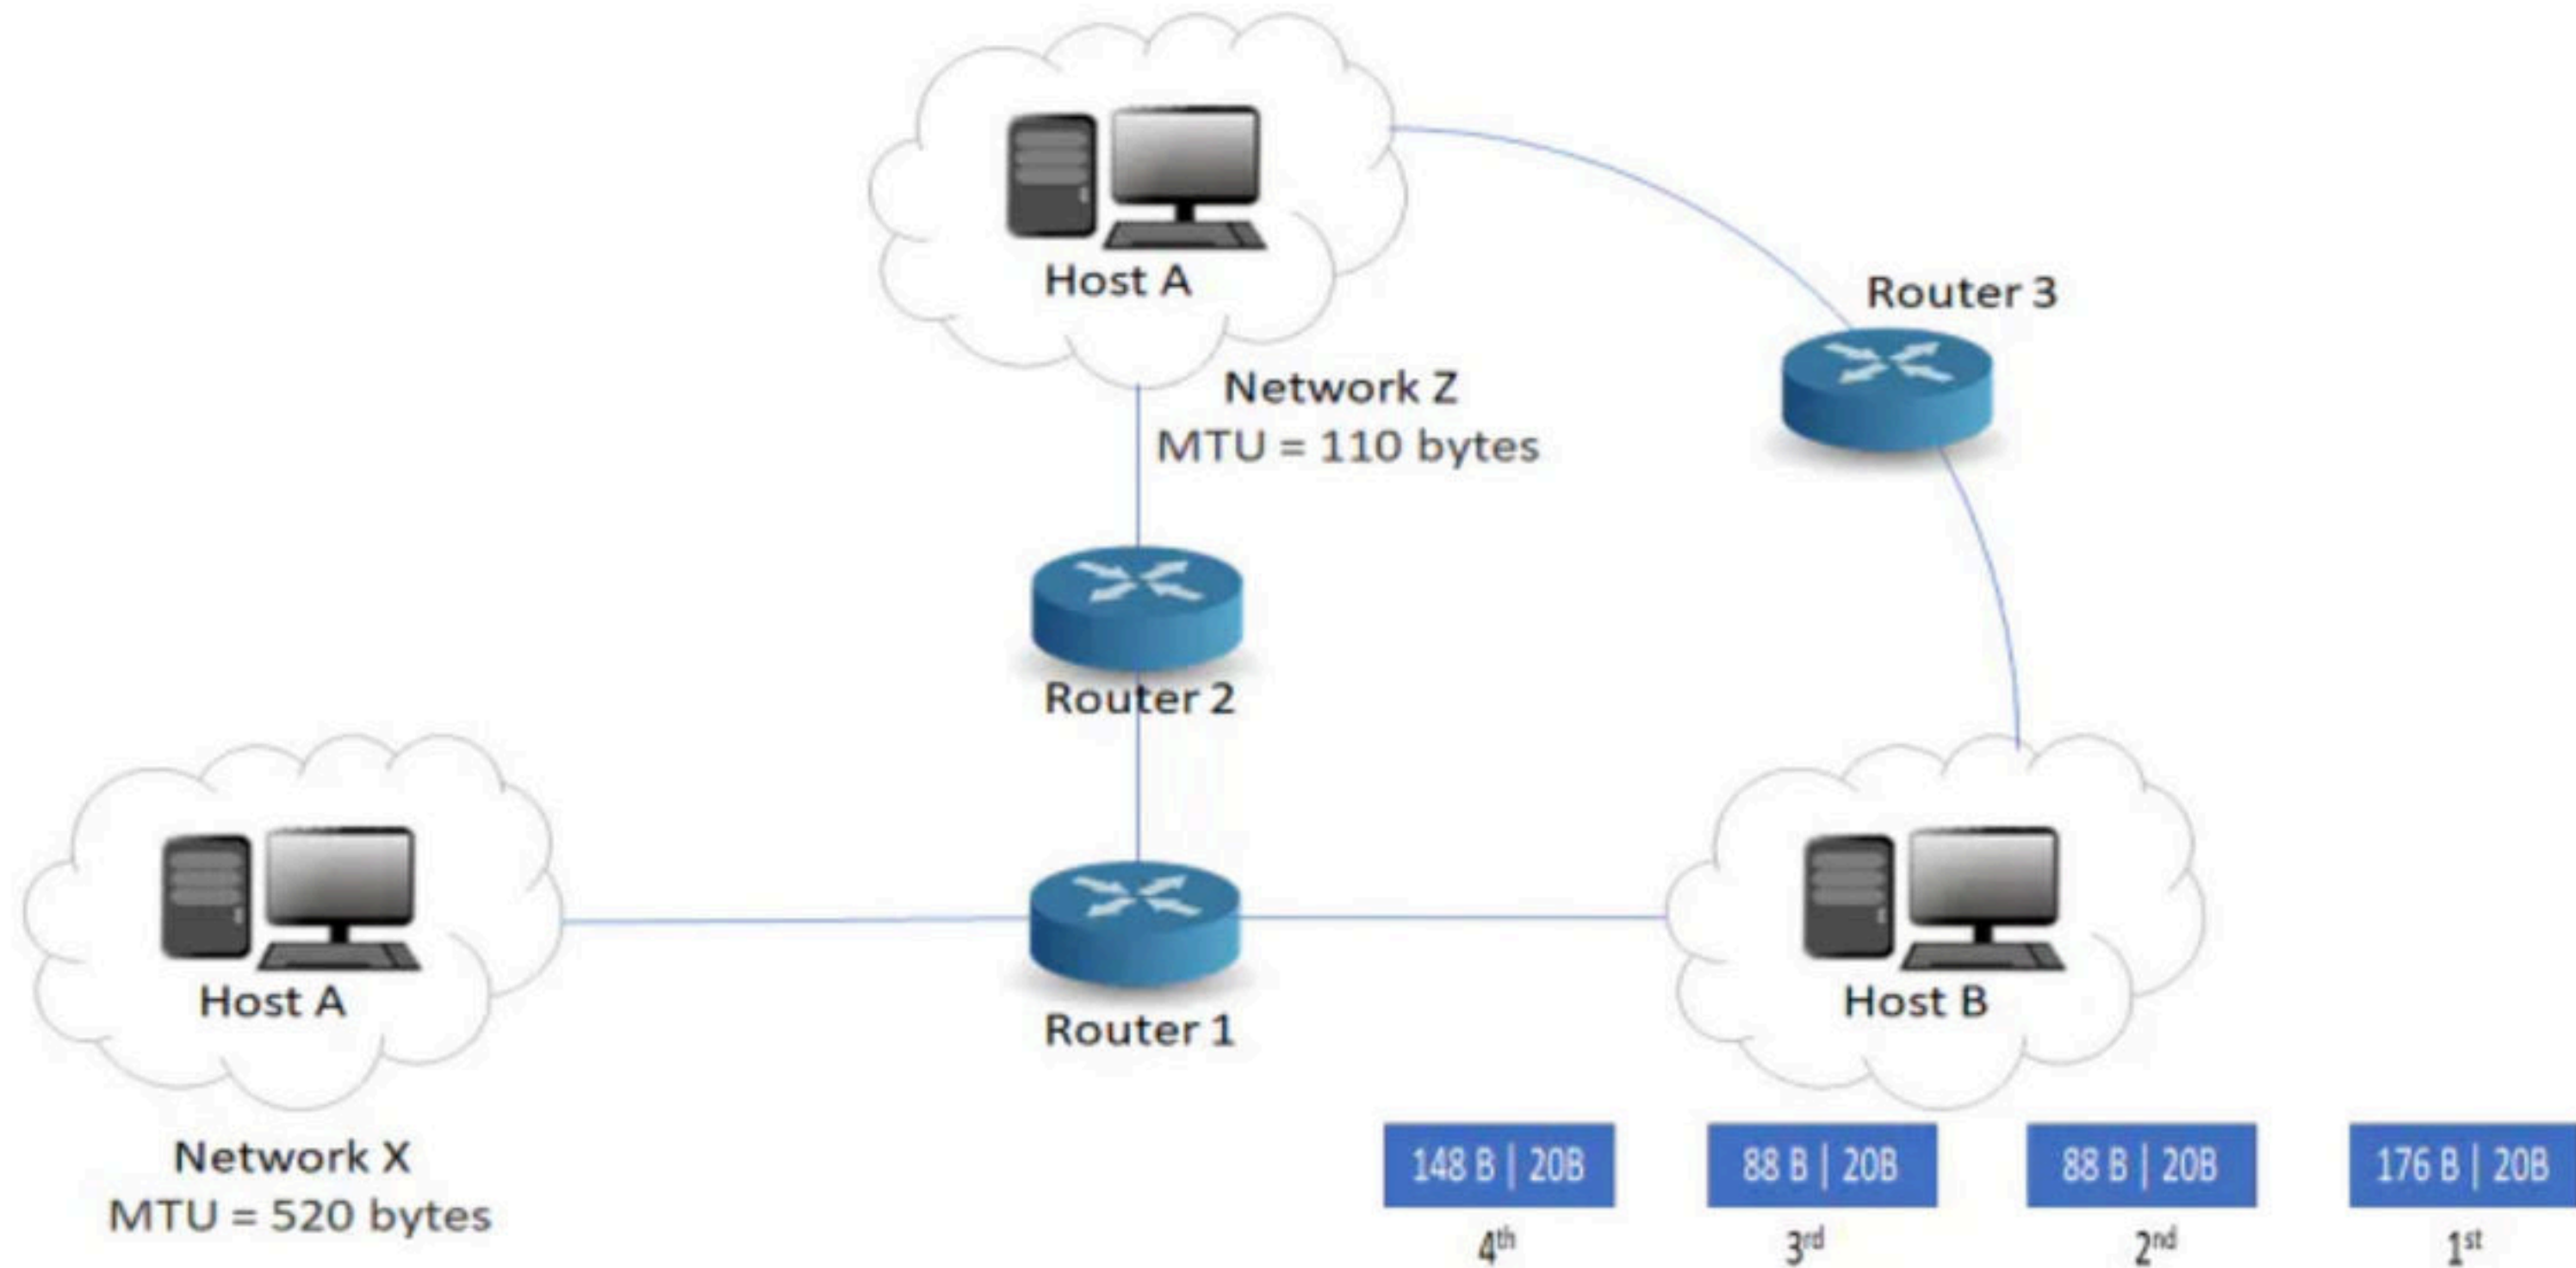 Host A
Router 3
Network Z
MTU = 110 bytes
Router 2
Host A
Router 1
Host B
Network X
MTU = 520 bytes
148 B | 20B
88 B | 20B
88 B | 20B
176 B | 20B
4th
3rd
2nd
1st